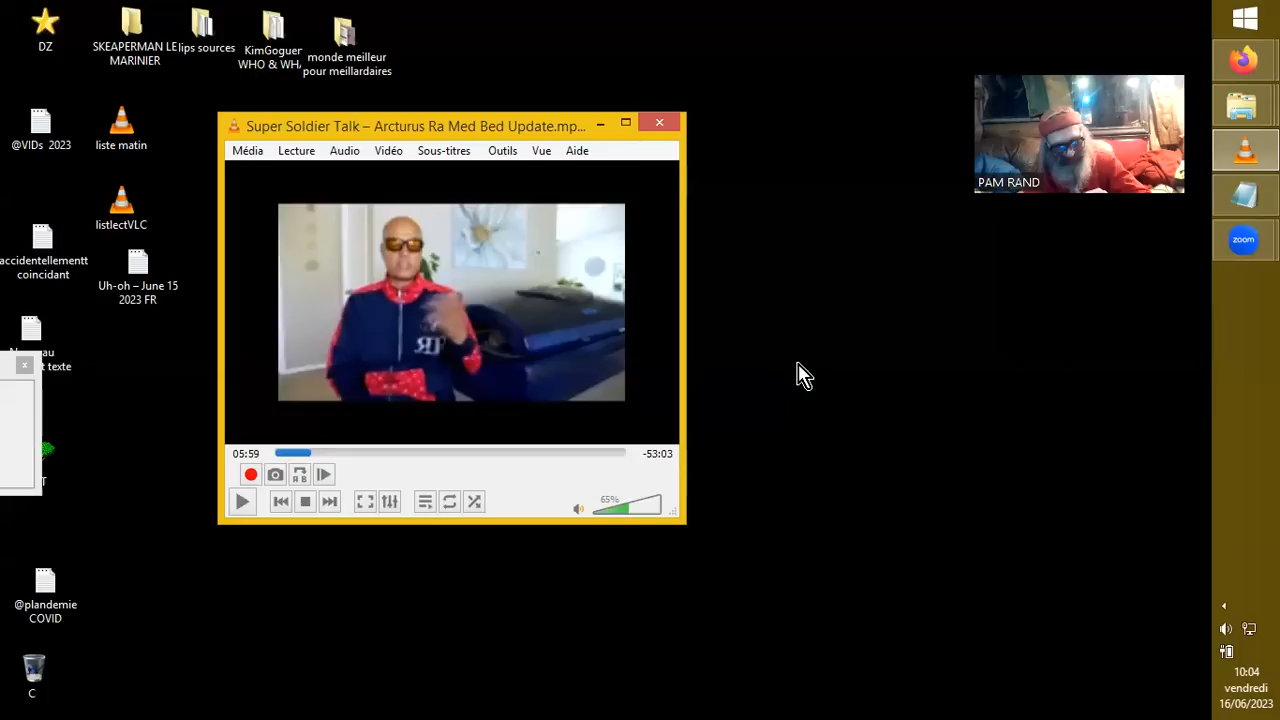 DZ
SKEAPERMAN LE
MARINIER
lips sources
KimGoguer
WHO & WHA
monde meilleur
pour meillardaires
@VIDs 2023
liste matin
listlectVLC
accidentellementt
coincidant
Uh-oh – June 15
2023 FR
au
t texte
T
@plandemie
COVID
C
Super Soldier Talk – Arcturus Ra Med Bed Update.mp...
Média Lecture Audio Vidéo Sous-titres Outils Vue Aide
05:59
-53:03
A B
65%
PAM RAND
zoom
10:04
vendredi
16/06/2023